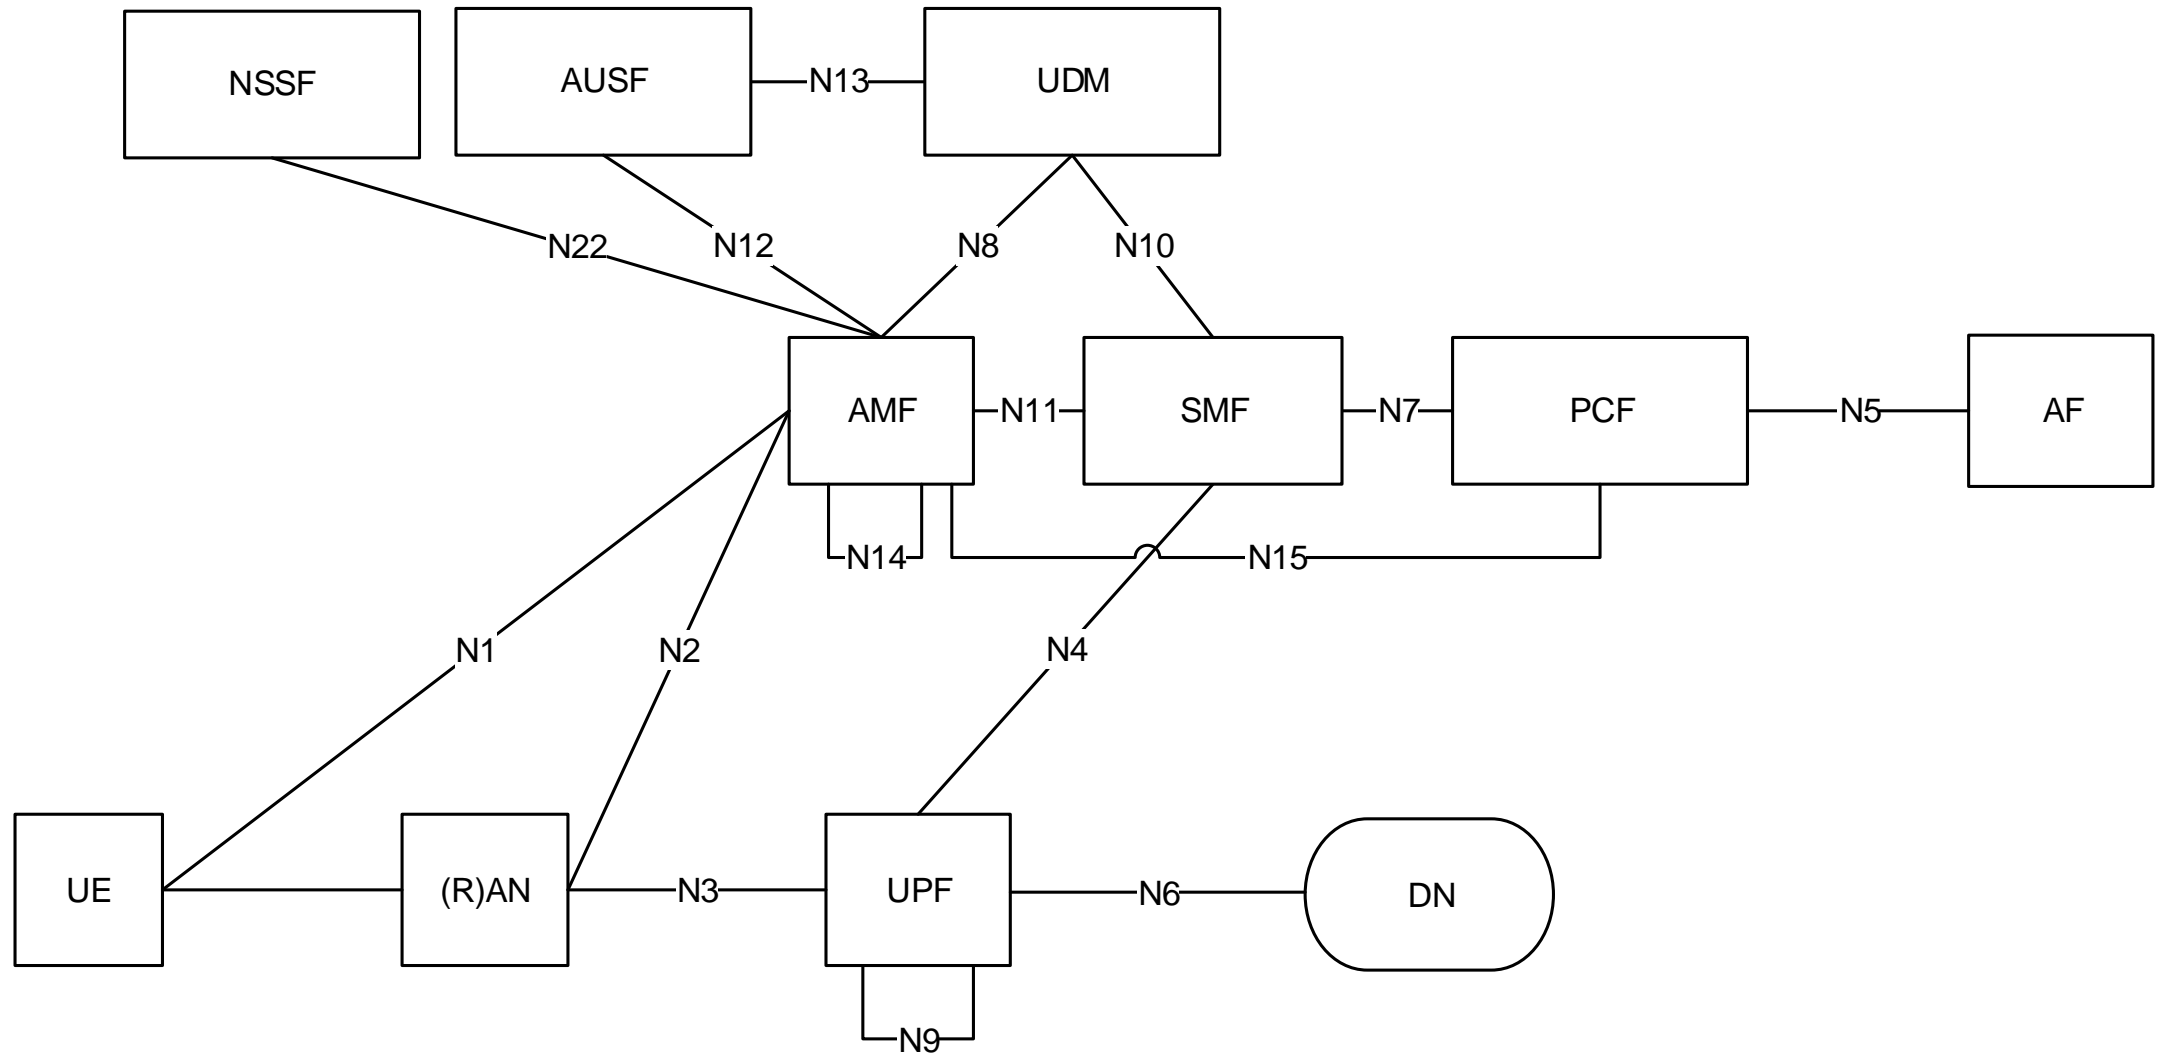 NSSF
AUSF
N13
UDM
N22
N12
N8
N10
AMF
N11
SMF
N7
PCF
N5
AF
N14
N15
N1
N2
N4
UE
(R)AN
N3
UPF
N6
DN
N9